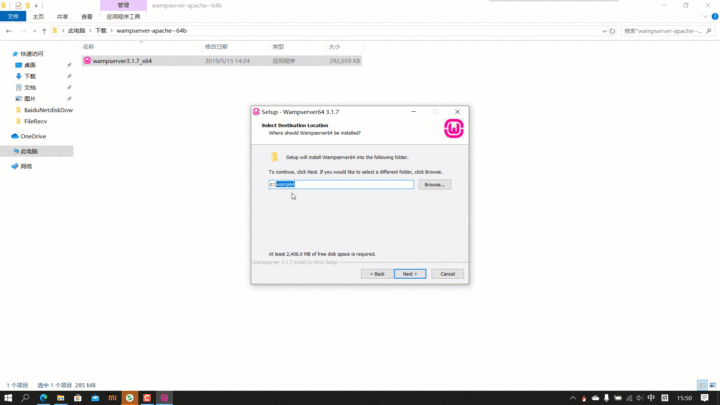 管理
wampserver-apache--64b
文件
主页
共享
查看
应用程序工具
此电脑 › 下载 › wampserver-apache--64b
搜索"wampserver-apache--...
名称
修改日期
类型
大小
快速访问
桌面
下载
文档
图片
BaiduNetdiskDow
FileRecv
OneDrive
此电脑
网络
wampserver3.1.7_x64
2019/5/15 14:24
应用程序
292,659 KB
Setup - Wampserver64 3.1.7
Select Destination Location
Where should Wampserver64 be installed?
Setup will install Wampserver64 into the following folder.
To continue, click Next. If you would like to select a different folder, click Browse.
c:\wamp64
Browse...
At least 2,406.0 MB of free disk space is required.
Wampserver 3.1.7 Install by Inno Setup
< Back
Next >
Cancel
1 个项目
选中 1 个项目 285 MB
中
15:50